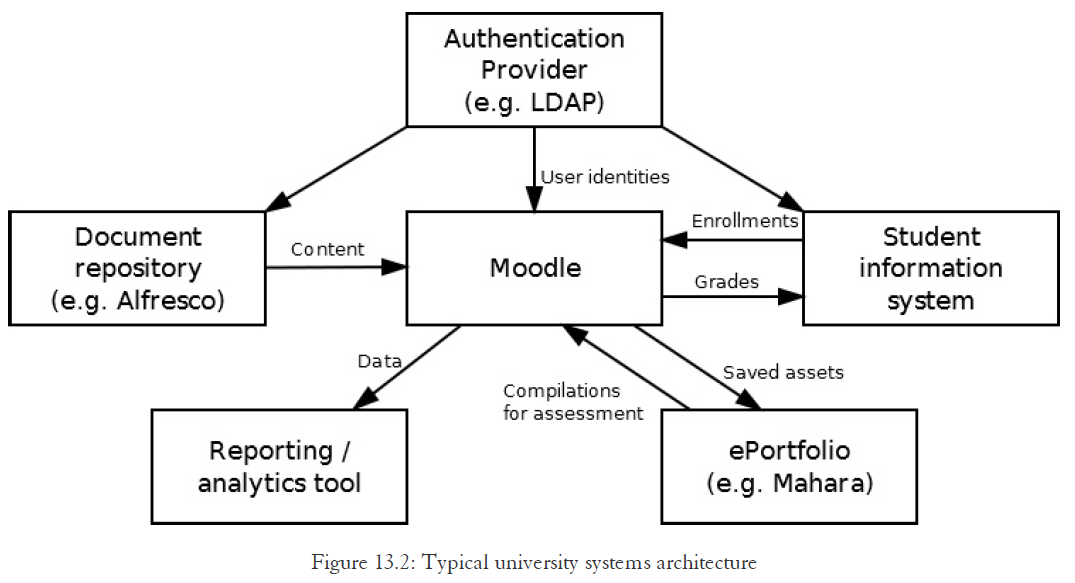 Authentication
Provider
(e.g. LDAP)
User identities
Document
repository
(e.g. Alfresco)
Content
Moodle
Enrollments
Grades
Student
information
system
Data
Compilations
for assessment
Saved assets
Reporting /
analytics tool
ePortfolio
(e.g. Mahara)
Figure 13.2: Typical university systems architecture